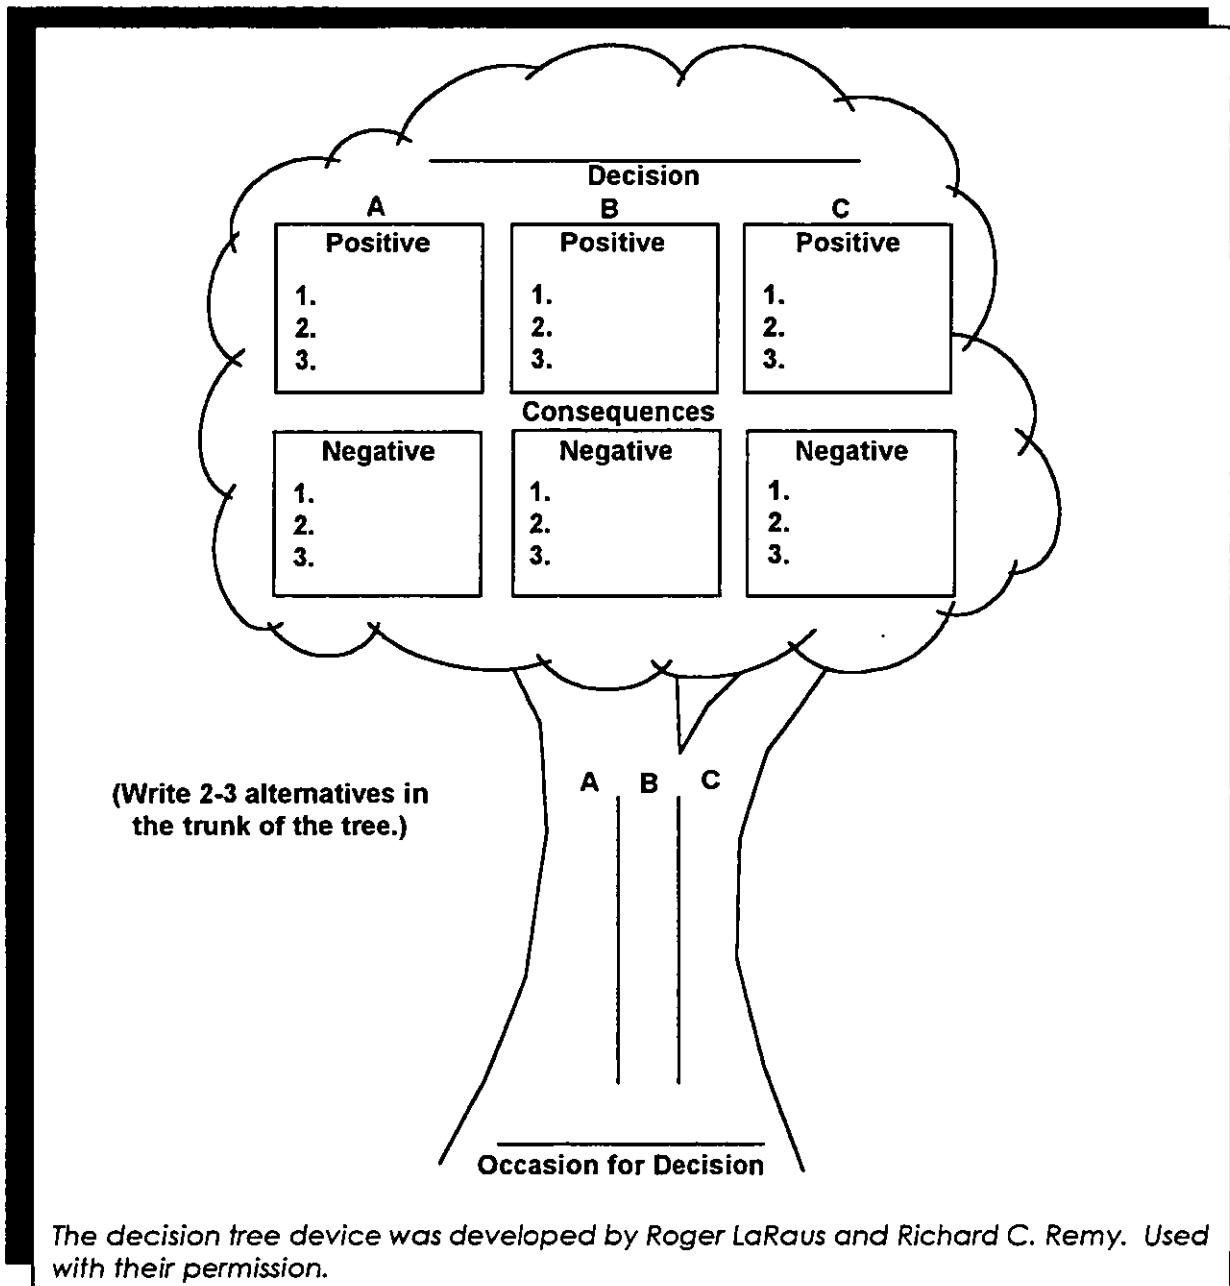 Decision
A B C
Positive Positive Positive
1. 1. 1.
2. 2. 2.
3. 3. 3.
Consequences
Negative Negative Negative
1. 1. 1.
2. 2. 2.
3. 3. 3.
A B C
(Write 2-3 alternatives in
the trunk of the tree.)
Occasion for Decision
The decision tree device was developed by Roger LaRaus and Richard C. Remy. Used
with their permission.